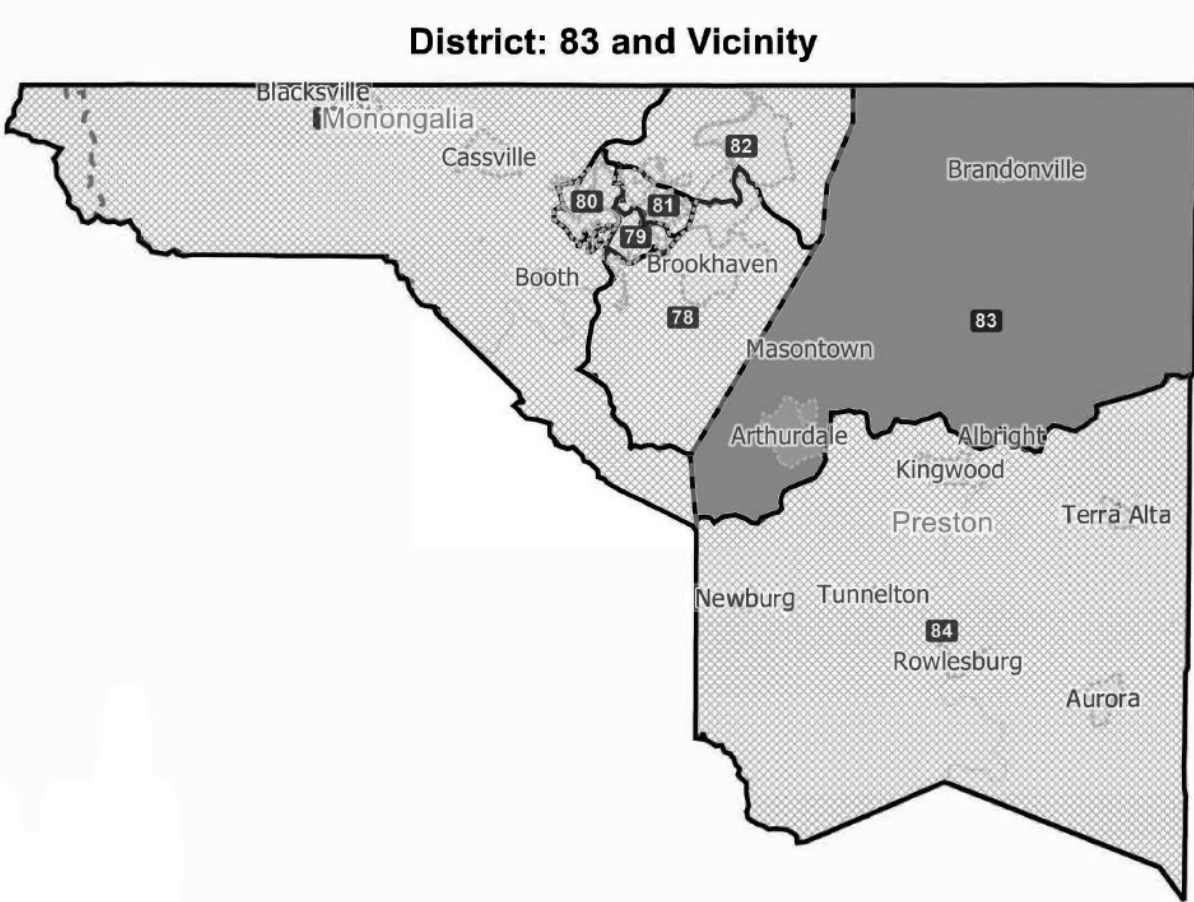 District: 83 and Vicinity
Blacksville
Monongalia
Cassville
82
Brandonville
80
81
79
Brookhaven
Booth
78
83
Masontown
Arthurdale
Albright
Kingwood
Preston
Terra Alta
Newburg
Tunnelton
84
Rowlesburg
Aurora